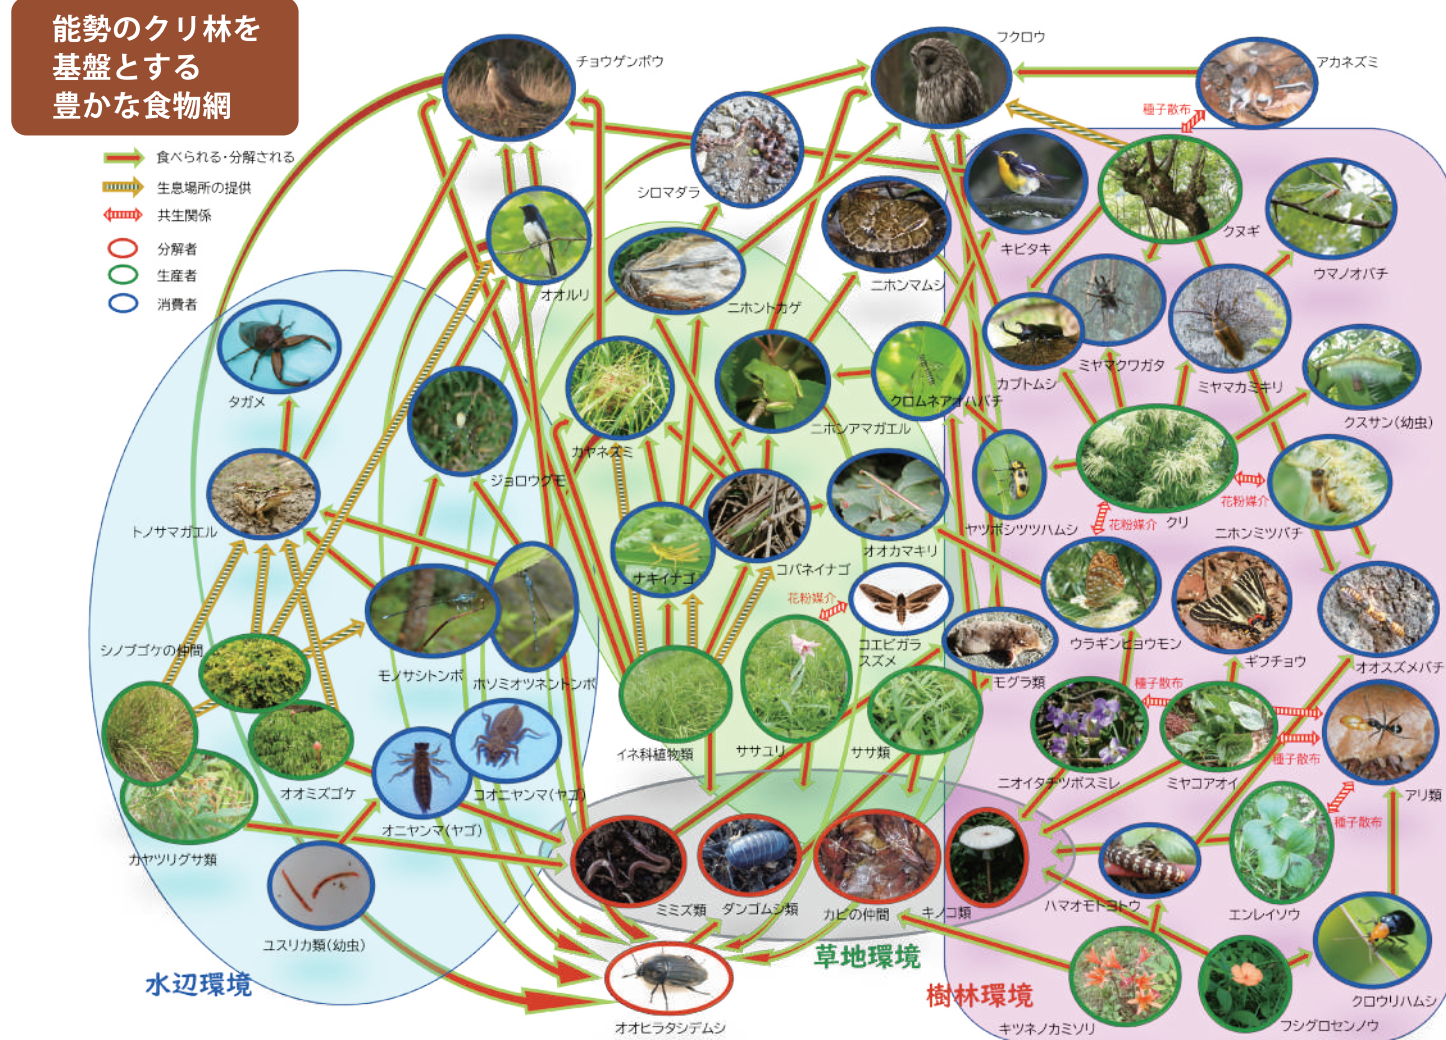 能勢のクリ林を
基盤とする
豊かな食物網
食べられる・分解される
生息場所の提供
共生関係
分解者
生産者
消費者
チョウゲンボウ
フクロウ
アカネズミ
種子散布
シロマダラ
キビタキ
クヌギ
ウマノオバチ
オオルリ
ニホントカゲ
ニホンマムシ
タガメ
カブトムシ
ミヤマクワガタ
ミヤマカミキリ
クスサン(幼虫)
クロムネアオハバチ
ニホンアマガエル
カヤネズミ
ジョロウグモ
トノサマガエル
オオカマキリ
ヤツボシツツハムシ
花粉媒介
クリ
花粉媒介
ニホンミツバチ
ナキイナゴ
コバネイナゴ
花粉媒介
コエビガラ
スズメ
シノブゴケの仲間
モノサシトンボ
ホソミオツネントンボ
モグラ類
ウラギンヒョウモン
ギフチョウ
オオスズメバチ
種子散布
イネ科植物類
ササユリ
ササ類
ニオイタチツボスミレ
ミヤコアオイ
種子散布
アリ類
オオミズゴケ
コオニヤンマ(ヤゴ)
オニヤンマ(ヤゴ)
種子散布
カヤツリグサ類
ユスリカ類(幼虫)
ミミズ類
ダンゴムシ類
カビの仲間
キノコ類
ハマオモトヨトウ
エンレイソウ
水辺環境
草地環境
樹林環境
オオヒラタシデムシ
キツネノカミソリ
フシグロセンノウ
クロウリハムシ